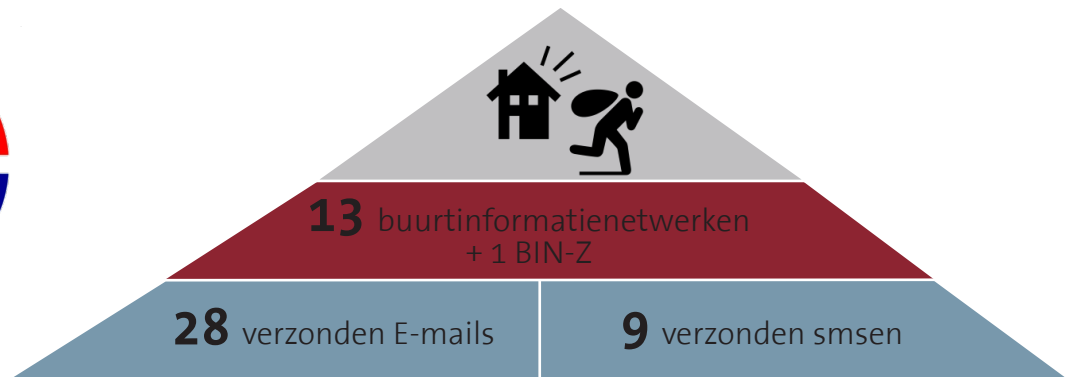 13 buurtinformatienetwerken
+ 1 BIN-Z
28 verzonden E-mails
9 verzonden smsen